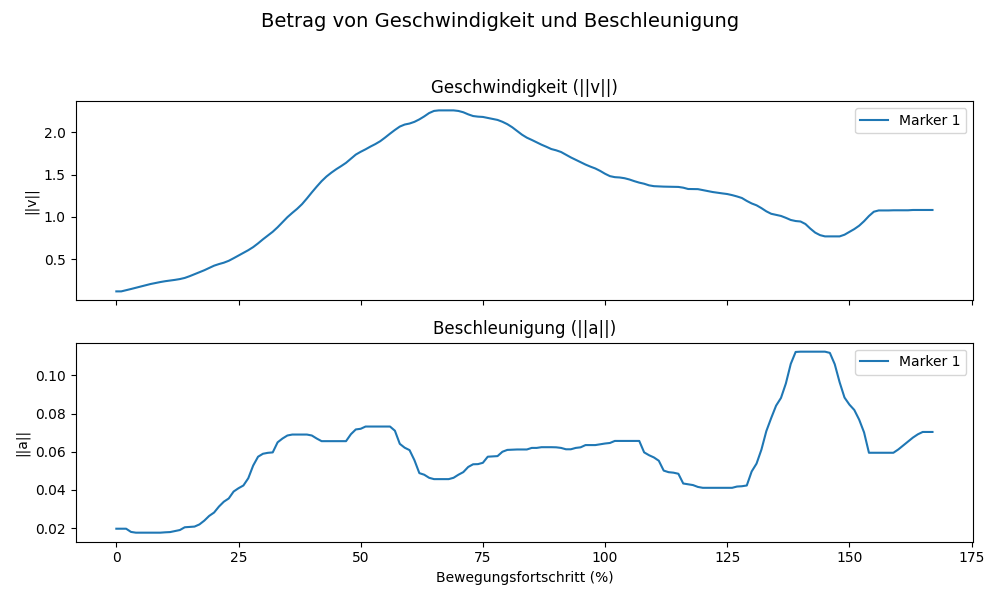 Betrag von Geschwindigkeit und Beschleunigung
Geschwindigkeit (||v||)
Marker 1
||v||
2.0
1.5
1.0
0.5
Beschleunigung (||a||)
Marker 1
||a||
0.10
0.08
0.06
0.04
0.02
0 25 50 75 100 125 150 175
Bewegungsfortschritt (%)